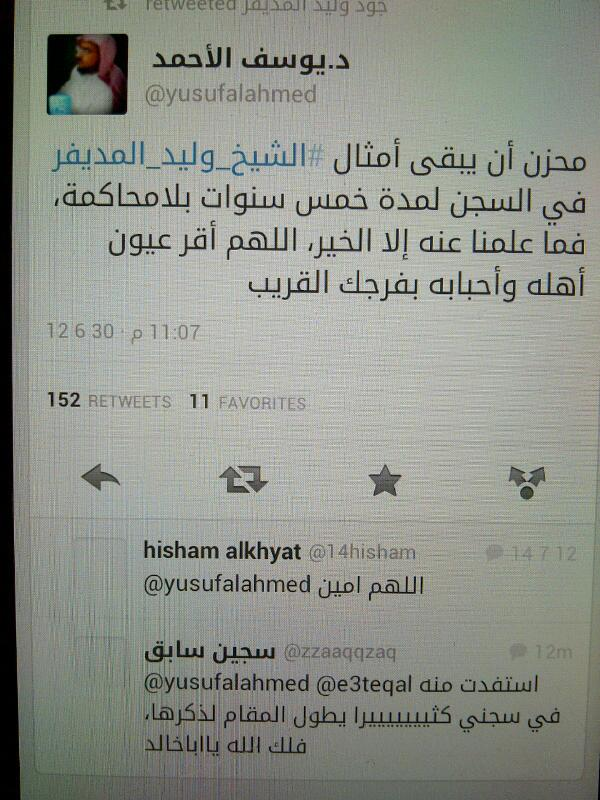 retweeted جود وليد المديفر
د.يوسف الأحمد
@yusufalahmed
محزن أن يبقى أمثال #الشيخ_وليد_المديفر
في السجن لمدة خمس سنوات بلامحاكمة،
فما علمنا عنه إلا الخير، اللهم أقر عيون
أهله وأحبابه بفرجك القريب
11:07 م · 30 6 12
152 RETWEETS 11 FAVORITES
hisham alkhyat @14hisham 14 7 12
@yusufalahmed اللهم امين
سجين سابق @zzaaqqzaq 12m
@yusufalahmed @e3teqal استفدت منه
في سجني كثيييييييرا يطول المقام لذكرها،
فلك الله يااباخالد